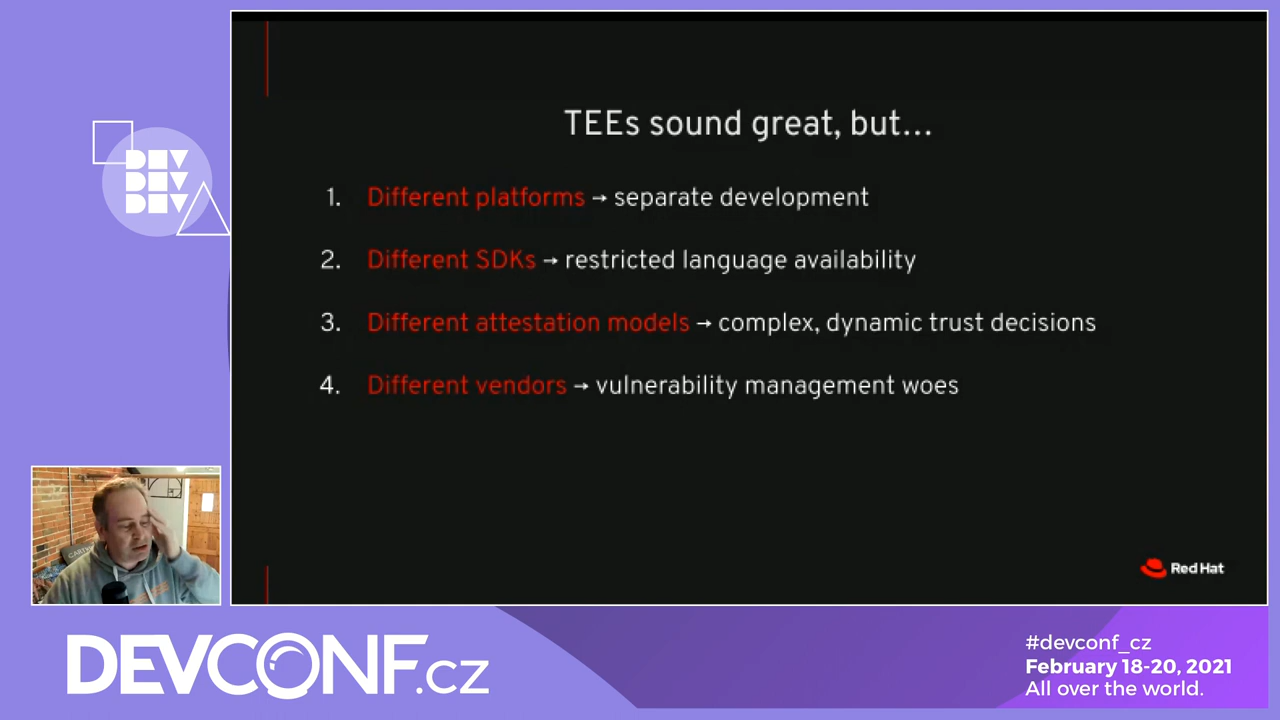 DEV
DEV
DEV
TEEs sound great, but...
1. Different platforms → separate development
2. Different SDKs → restricted language availability
3. Different attestation models → complex, dynamic trust decisions
4. Different vendors → vulnerability management woes
Red Hat
DEVCONF.cz
#devconf_cz
February 18-20, 2021
All over the world.